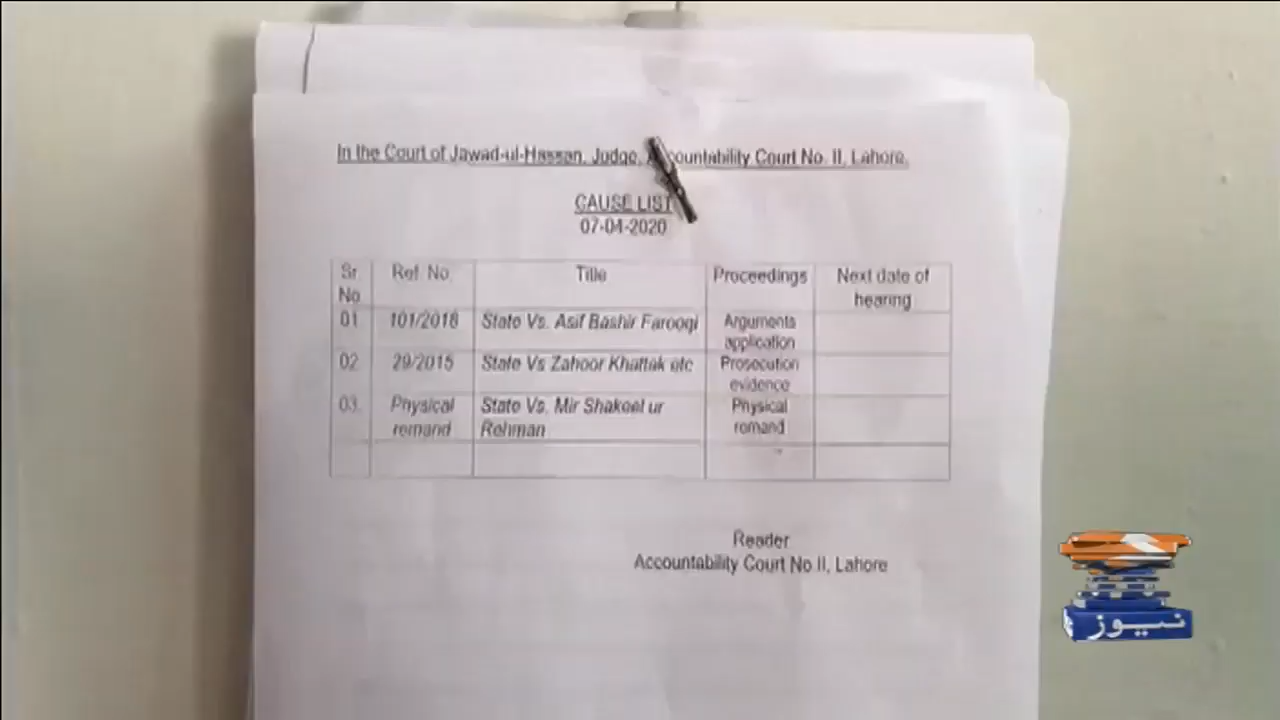 In the Court of Jawad-ul-Hassan, Judge, Accountability Court No. II, Lahore.
CAUSE LIST
07-04-2020
Sr. No
Ref. No.
Title
Proceedings
Next date of hearing
01
101/2018
State Vs. Asif Bashir Farooqi
Arguments application
02
29/2015
State Vs Zahoor Khattak etc
Prosecution evidence
03.
Physical remand
State Vs. Mir Shakeel ur Rehman
Physical remand
Reader
Accountability Court No II, Lahore
نیوز